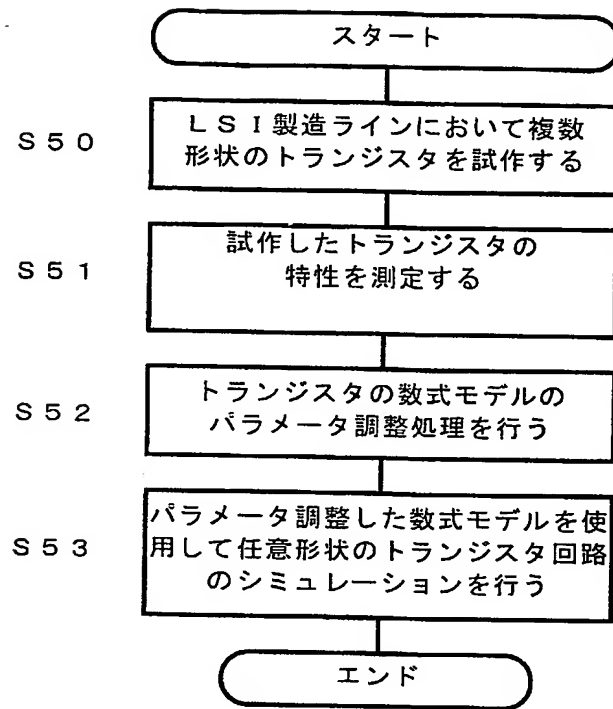 スタート
S50
LSI製造ラインにおいて複数
形状のトランジスタを試作する
S51
試作したトランジスタの
特性を測定する
S52
トランジスタの数式モデルの
パラメータ調整処理を行う
S53
パラメータ調整した数式モデルを使
用して任意形状のトランジスタ回路
のシミュレーションを行う
エンド